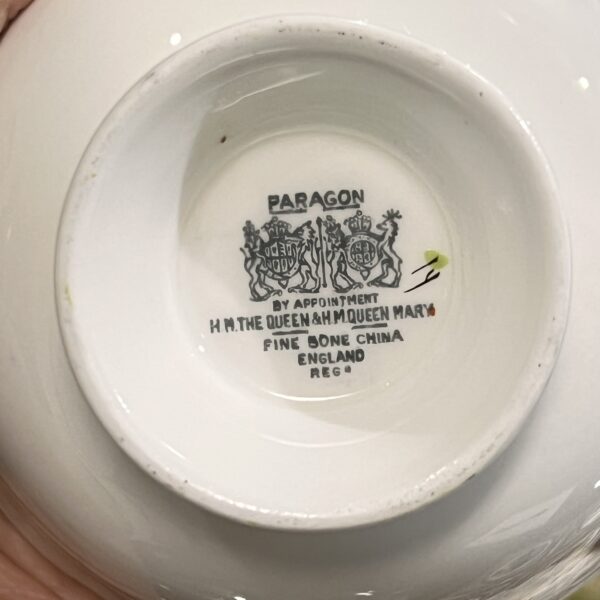 PARAGON
BY APPOINTMENT
H.M. THE QUEEN & H.M. QUEEN MARY
FINE BONE CHINA
ENGLAND
REGᴰ